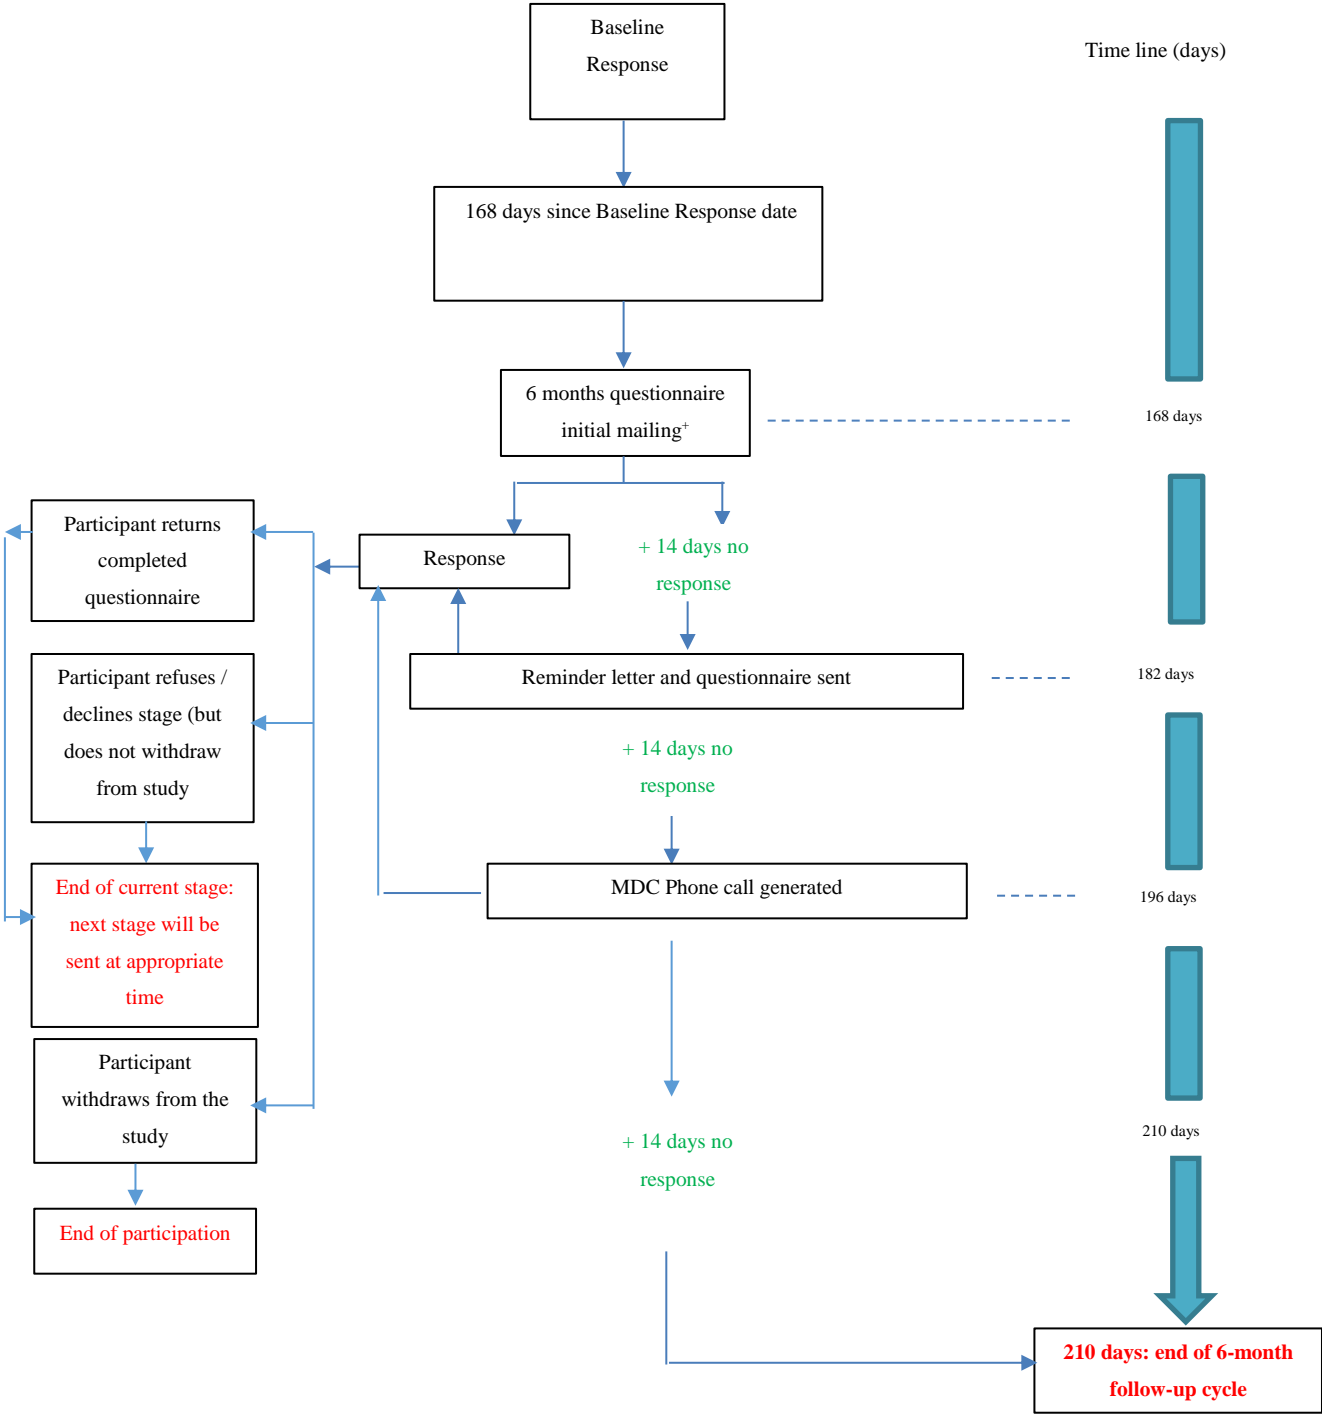 Baseline
Response
Time line (days)
168 days since Baseline Response date
6 months questionnaire
initial mailing+
168 days
Participant returns
completed
questionnaire
Response
+ 14 days no
response
Participant refuses /
declines stage (but
does not withdraw
from study
Reminder letter and questionnaire sent
182 days
+ 14 days no
response
End of current stage:
next stage will be
sent at appropriate
time
MDC Phone call generated
196 days
Participant
withdraws from the
study
+ 14 days no
response
210 days
End of participation
210 days: end of 6-month
follow-up cycle